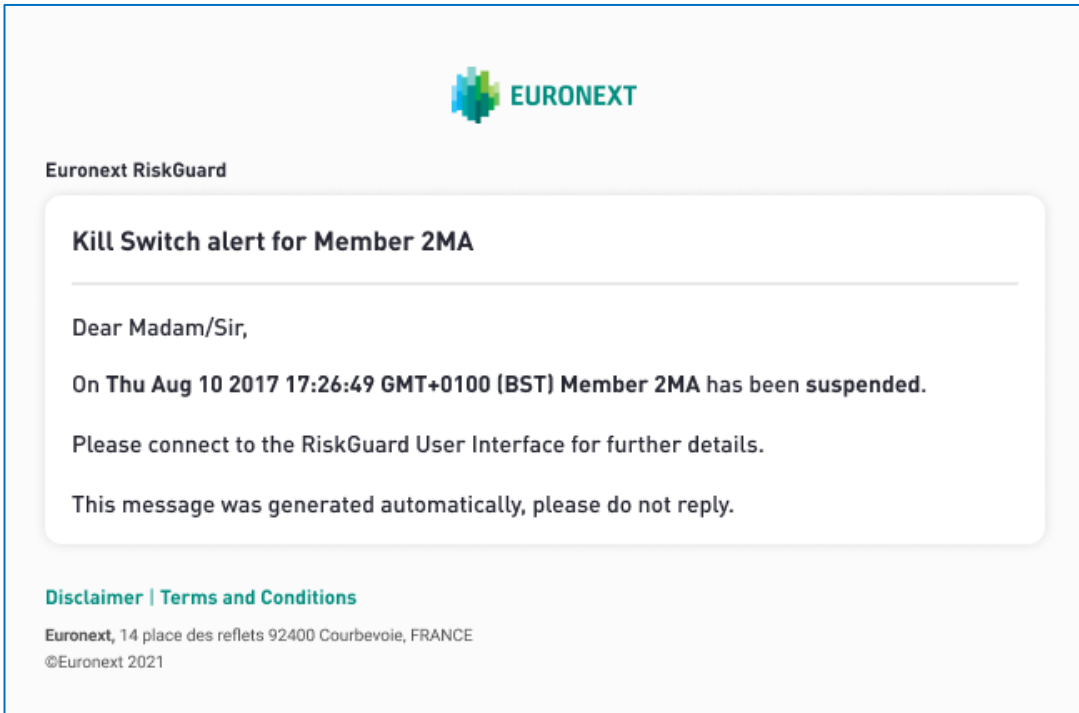 EURONEXT
Euronext RiskGuard
Kill Switch alert for Member 2MA
Dear Madam/Sir,
On Thu Aug 10 2017 17:26:49 GMT+0100 (BST) Member 2MA has been suspended.
Please connect to the RiskGuard User Interface for further details.
This message was generated automatically, please do not reply.
Disclaimer | Terms and Conditions
Euronext, 14 place des reflets 92400 Courbevoie, FRANCE
©Euronext 2021